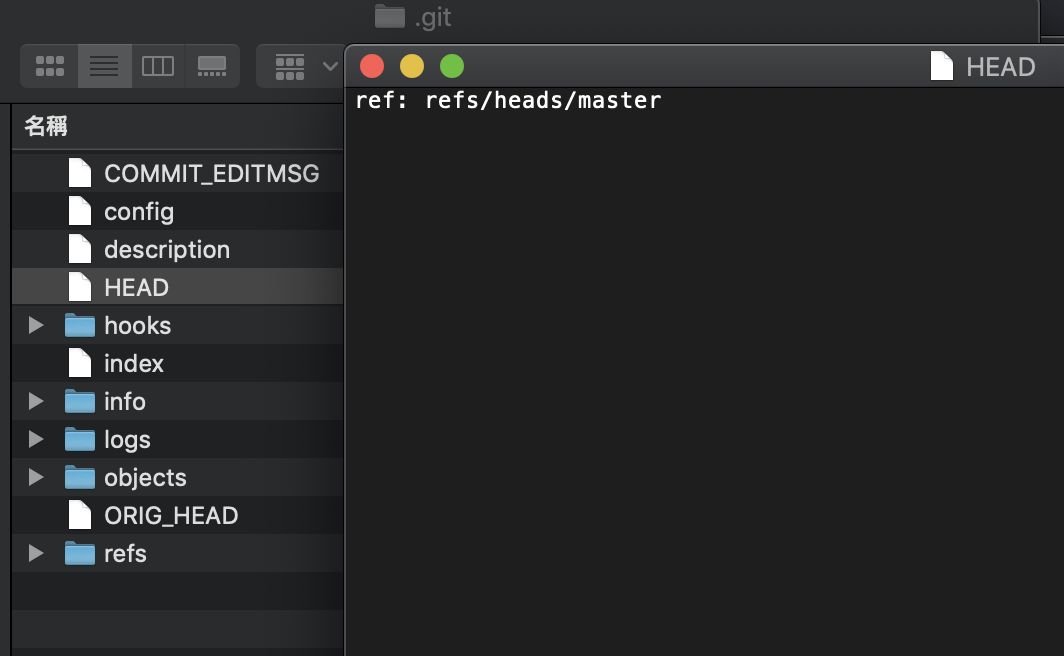 .git
HEAD
ref: refs/heads/master
名稱
COMMIT_EDITMSG
config
description
HEAD
hooks
index
info
logs
objects
ORIG_HEAD
refs